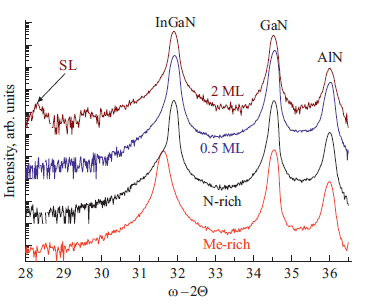 InGaN
GaN
AlN
SL
2 ML
0.5 ML
N-rich
Me-rich
Intensity, arb. units
28 29 30 31 32 33 34 35 36
ω–2Θ